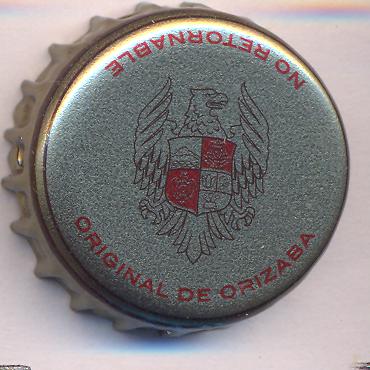 NO RETORNABLE
ORIGINAL DE ORIZABA